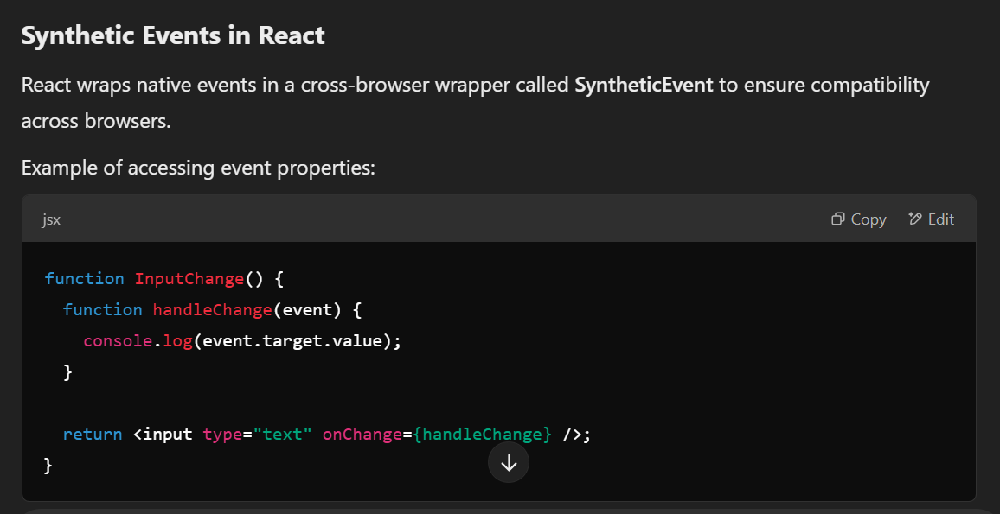 Synthetic Events in React
React wraps native events in a cross-browser wrapper called SyntheticEvent to ensure compatibility
across browsers.
Example of accessing event properties:
jsx Copy Edit
function InputChange() {
  function handleChange(event) {
    console.log(event.target.value);
  }

  return <input type="text" onChange={handleChange} />;
}